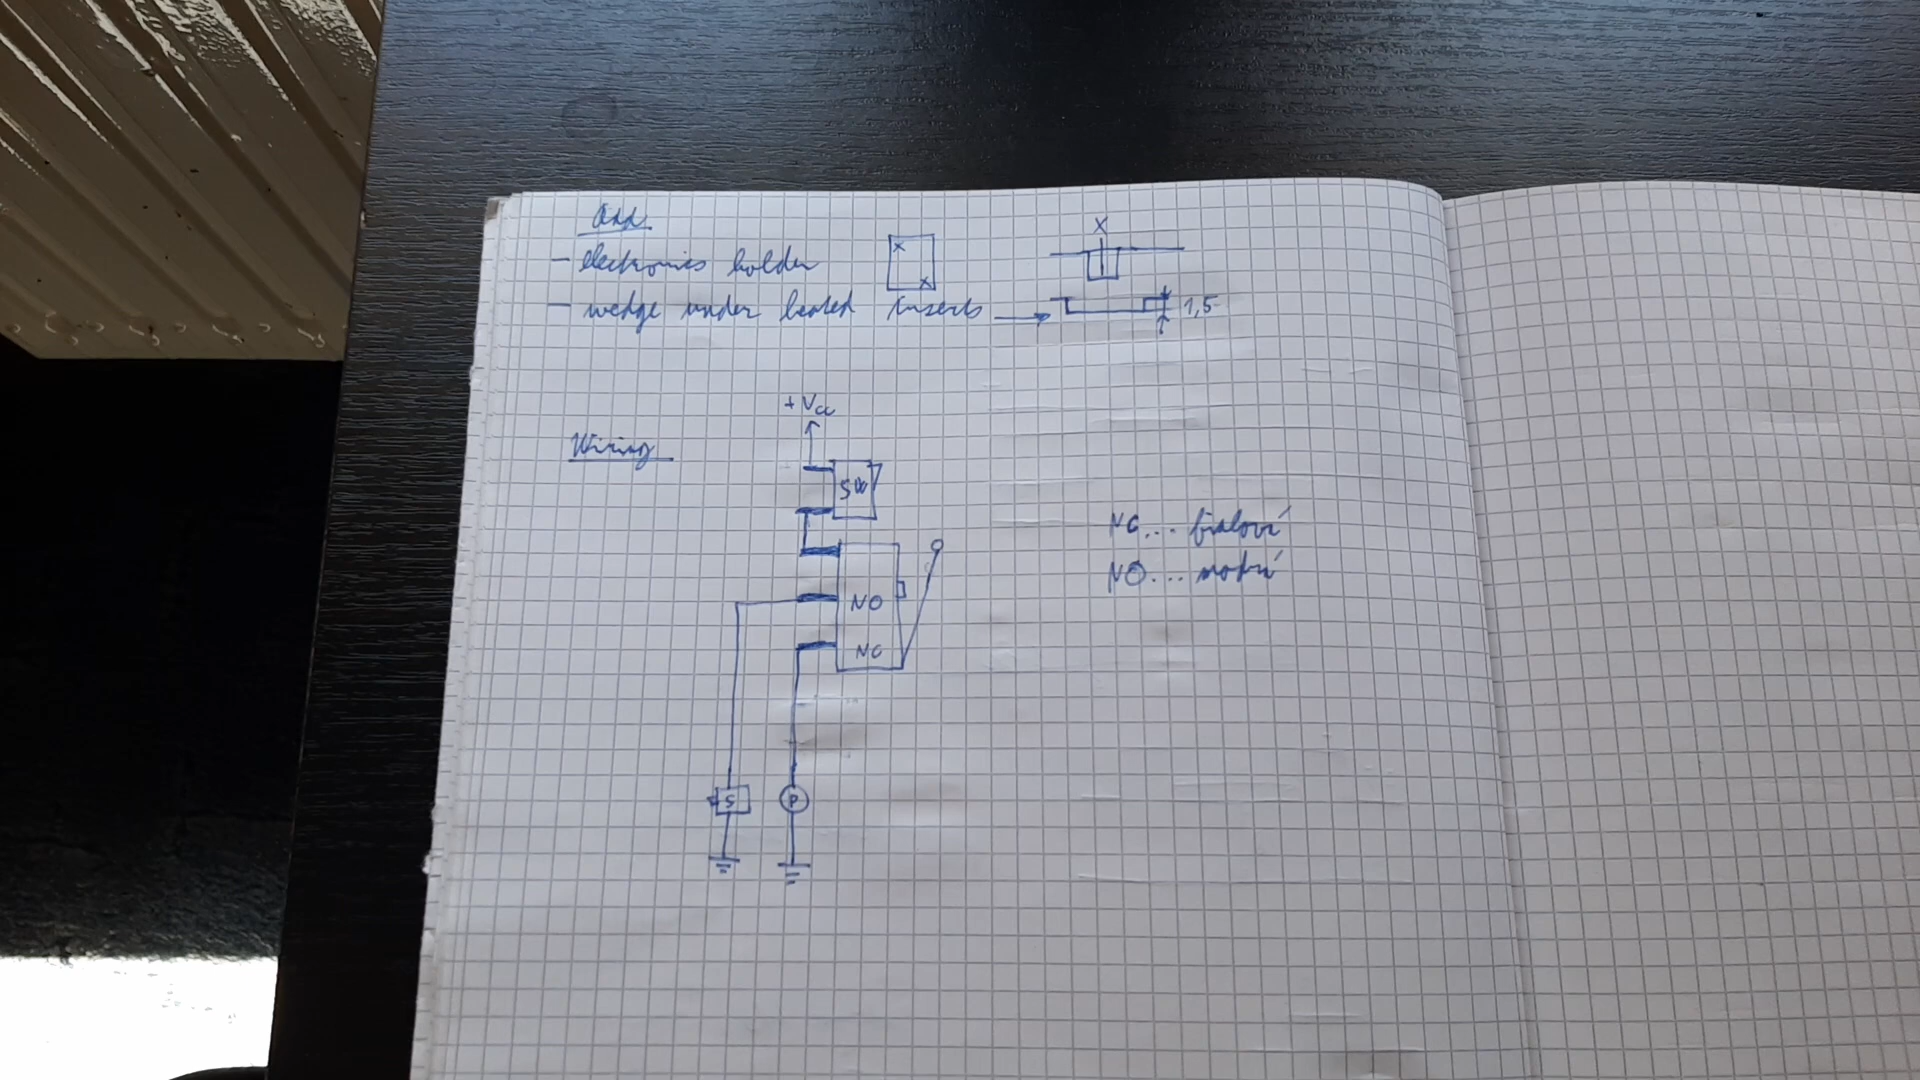 Add
- electronics holder
x
x
x
- wedge under heated inserts
1,5
+Vcc
Wiring
SW
NC... fialová
NO... modrá
NO
NC
S
P